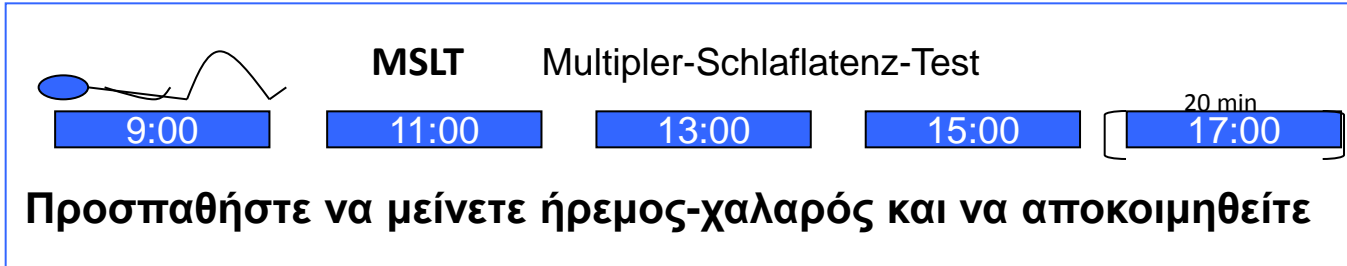 MSLT Multipler-Schlaflatenz-Test
20 min
9:00 11:00 13:00 15:00 17:00
Προσπαθήστε να μείνετε ήρεμος-χαλαρός και να αποκοιμηθείτε